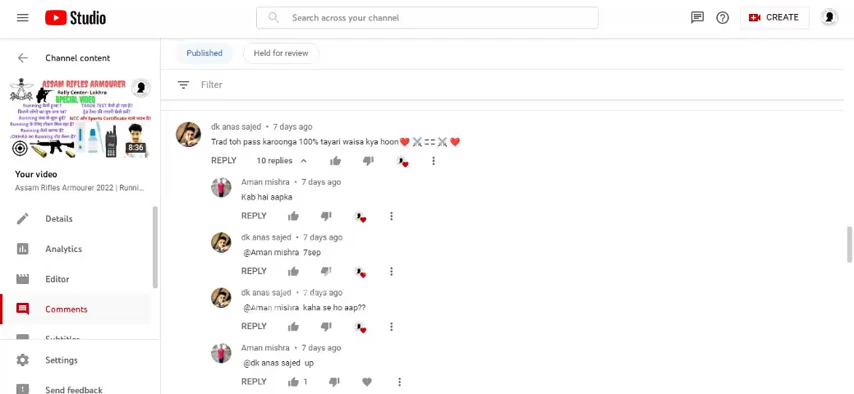 Studio
Search across your channel
CREATE
Channel content
Published
Held for review
Filter
ASSAM RIFLES ARMOURER
Rally Center- Lokhra
SPECIAL VIDEO
8:36
Your video
Assam Rifles Armourer 2022 | Runni...
Details
Analytics
Editor
Comments
Subtitles
Settings
Send feedback
dk anas sajed • 7 days ago
Trad toh pass karoonga 100% tayari waisa kya hoon❤️ ⚔️ == ⚔️ ❤️
REPLY 10 replies
Aman mishra • 7 days ago
Kab hai aapka
REPLY
dk anas sajed • 7 days ago
@Aman mishra 7sep
REPLY
dk anas sajed • 7 days ago
@Aman mishra kaha se ho aap??
REPLY
Aman mishra • 7 days ago
@dk anas sajed up
REPLY 1